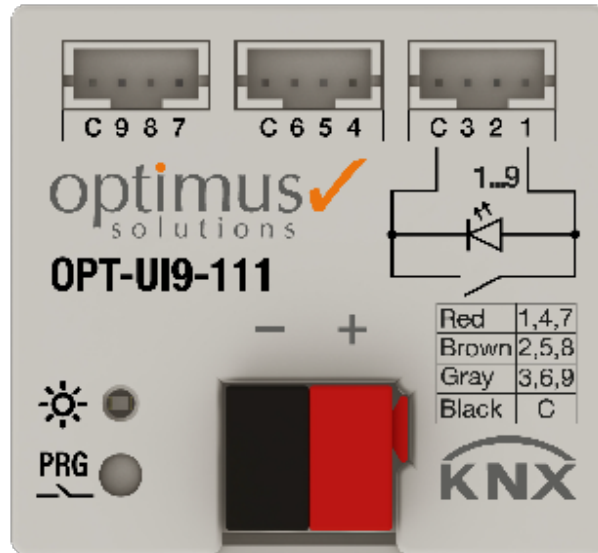 C 9 8 7
C 6 5 4
C 3 2 1
optimus
solutions
1...9
OPT-UI9-111
− +
Red 1,4,7
Brown 2,5,8
Gray 3,6,9
Black C
PRG
KNX